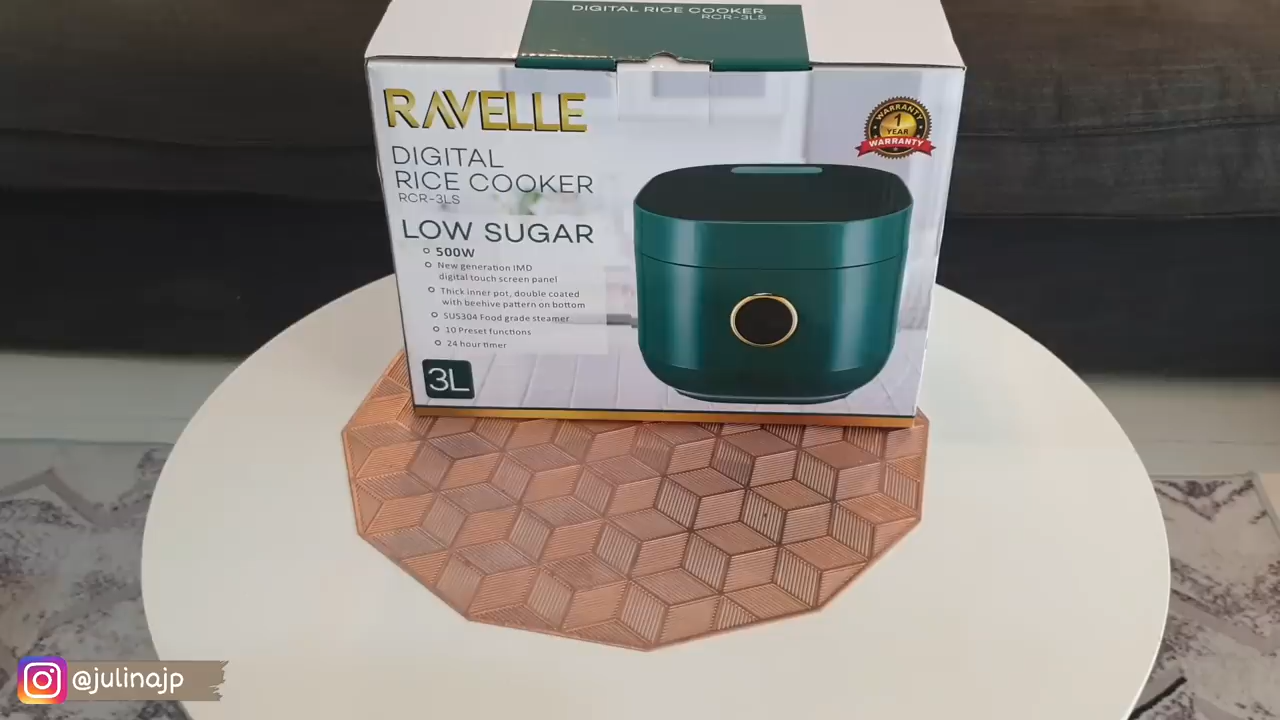 DIGITAL RICE COOKER
RCR-3LS
RAVELLE
DIGITAL
RICE COOKER
RCR-3LS
LOW SUGAR
500W
New generation IMD
digital touch screen panel
Thick inner pot, double coated
with beehive pattern on bottom
SUS304 Food grade steamer
10 Preset functions
24 hour timer
3L
WARRANTY
1
YEAR
WARRANTY
@julinajp